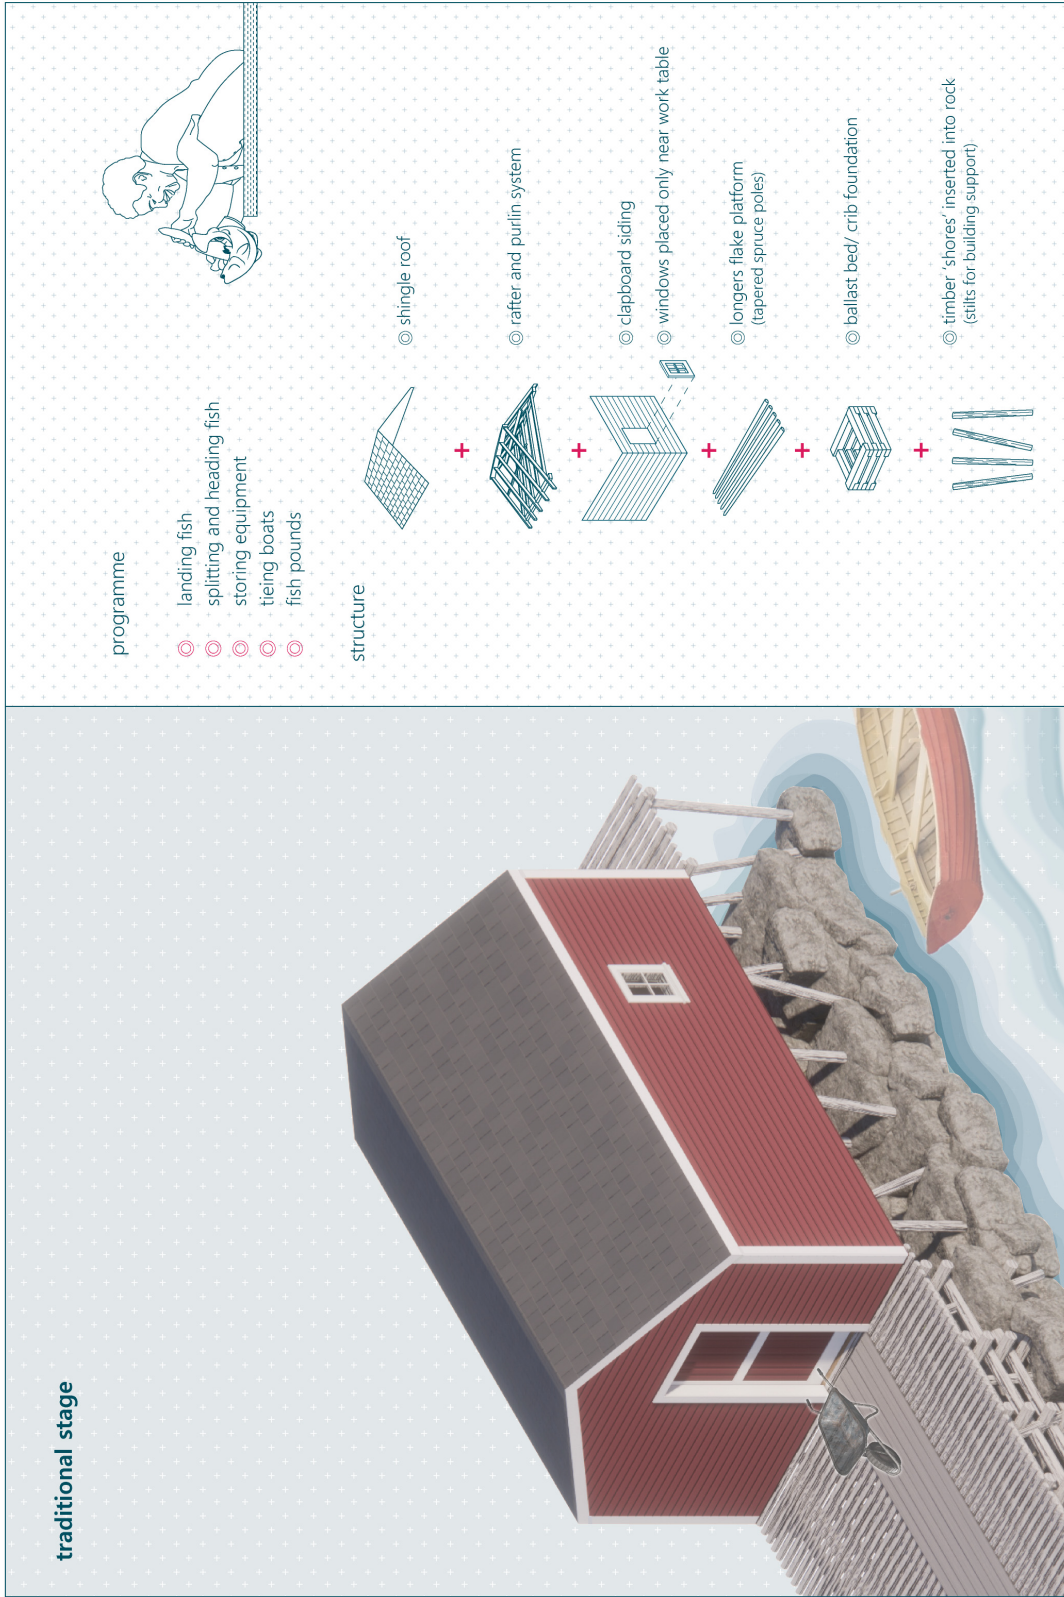 traditional stage
programme
landing fish
splitting and heading fish
storing equipment
tieing boats
fish pounds
structure
shingle roof
rafter and purlin system
clapboard siding
windows placed only near work table
longers flake platform
(tapered spruce poles)
ballast bed/ crib foundation
timber ‘shores’ inserted into rock
(stilts for building support)